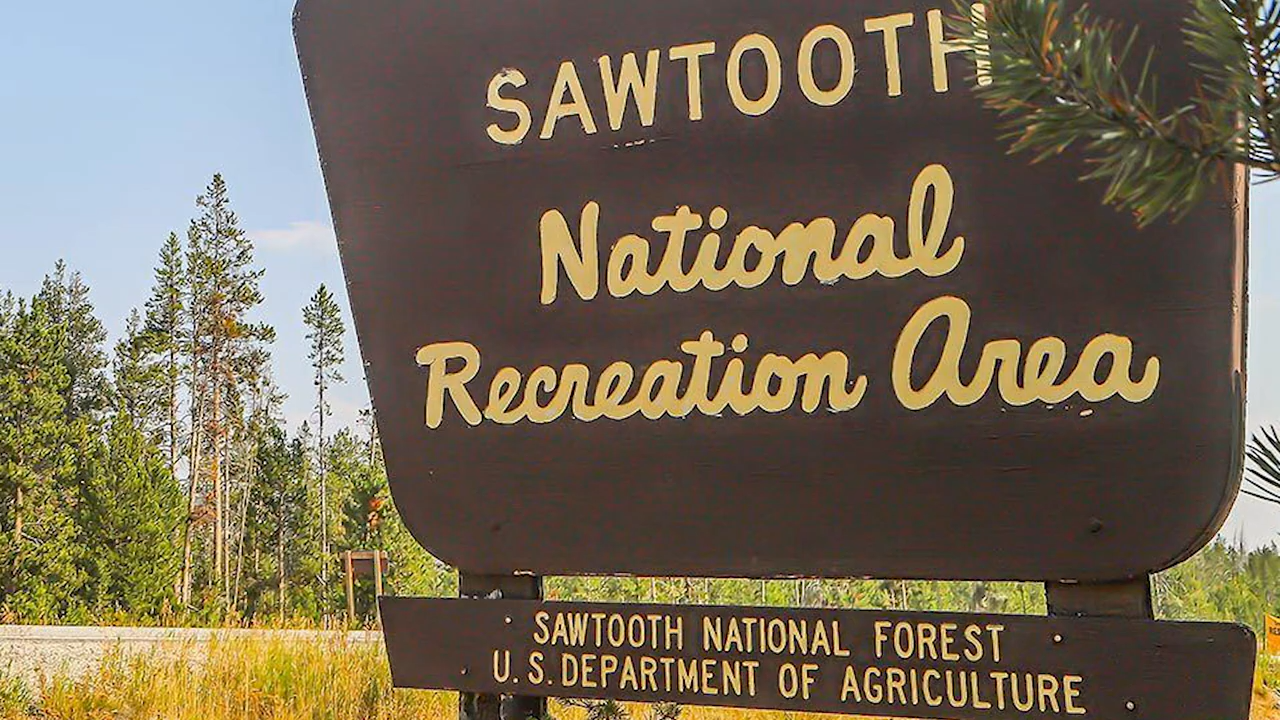 SAWTOOTH
National
Recreation Area
SAWTOOTH NATIONAL FOREST
U.S. DEPARTMENT OF AGRICULTURE